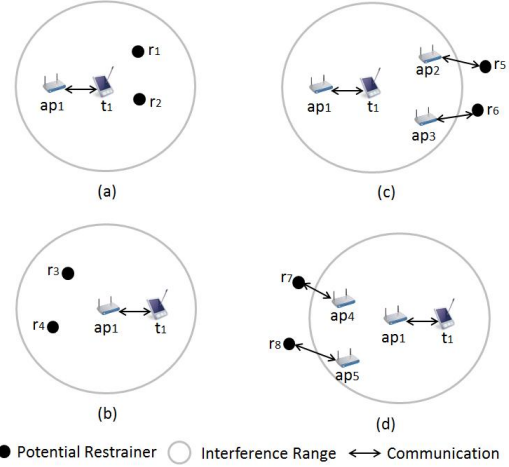 r1
ap1
t1
r2
(a)
ap2
r5
ap1
t1
r6
ap3
(c)
r3
r4
ap1
t1
(b)
r7
ap4
ap1
t1
r8
ap5
(d)
Potential Restrainer
Interference Range
Communication